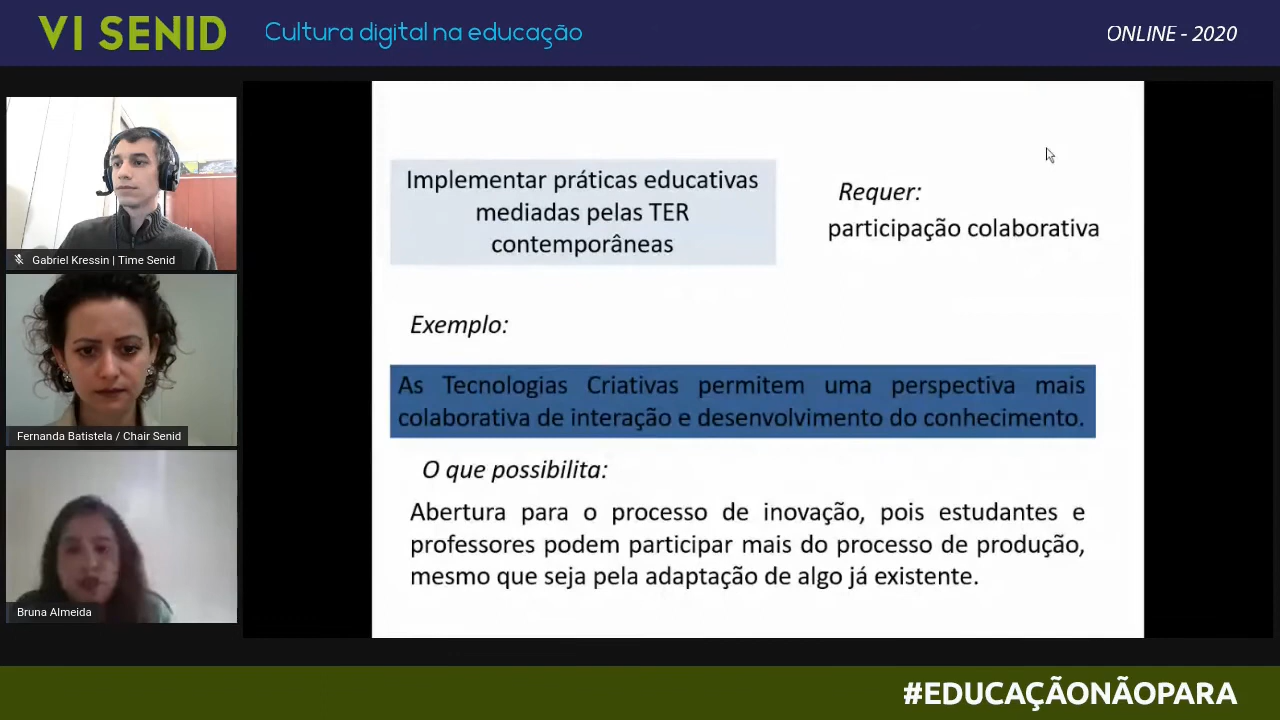 VI SENID
Cultura digital na educação
ONLINE - 2020
Gabriel Kressin | Time Senid
Fernanda Batistela / Chair Senid
Bruna Almeida
Implementar práticas educativas
mediadas pelas TER
contemporâneas
Requer:
participação colaborativa
Exemplo:
As Tecnologias Criativas permitem uma perspectiva mais
colaborativa de interação e desenvolvimento do conhecimento.
O que possibilita:
Abertura para o processo de inovação, pois estudantes e
professores podem participar mais do processo de produção,
mesmo que seja pela adaptação de algo já existente.
#EDUCAÇÃONÃOPARA